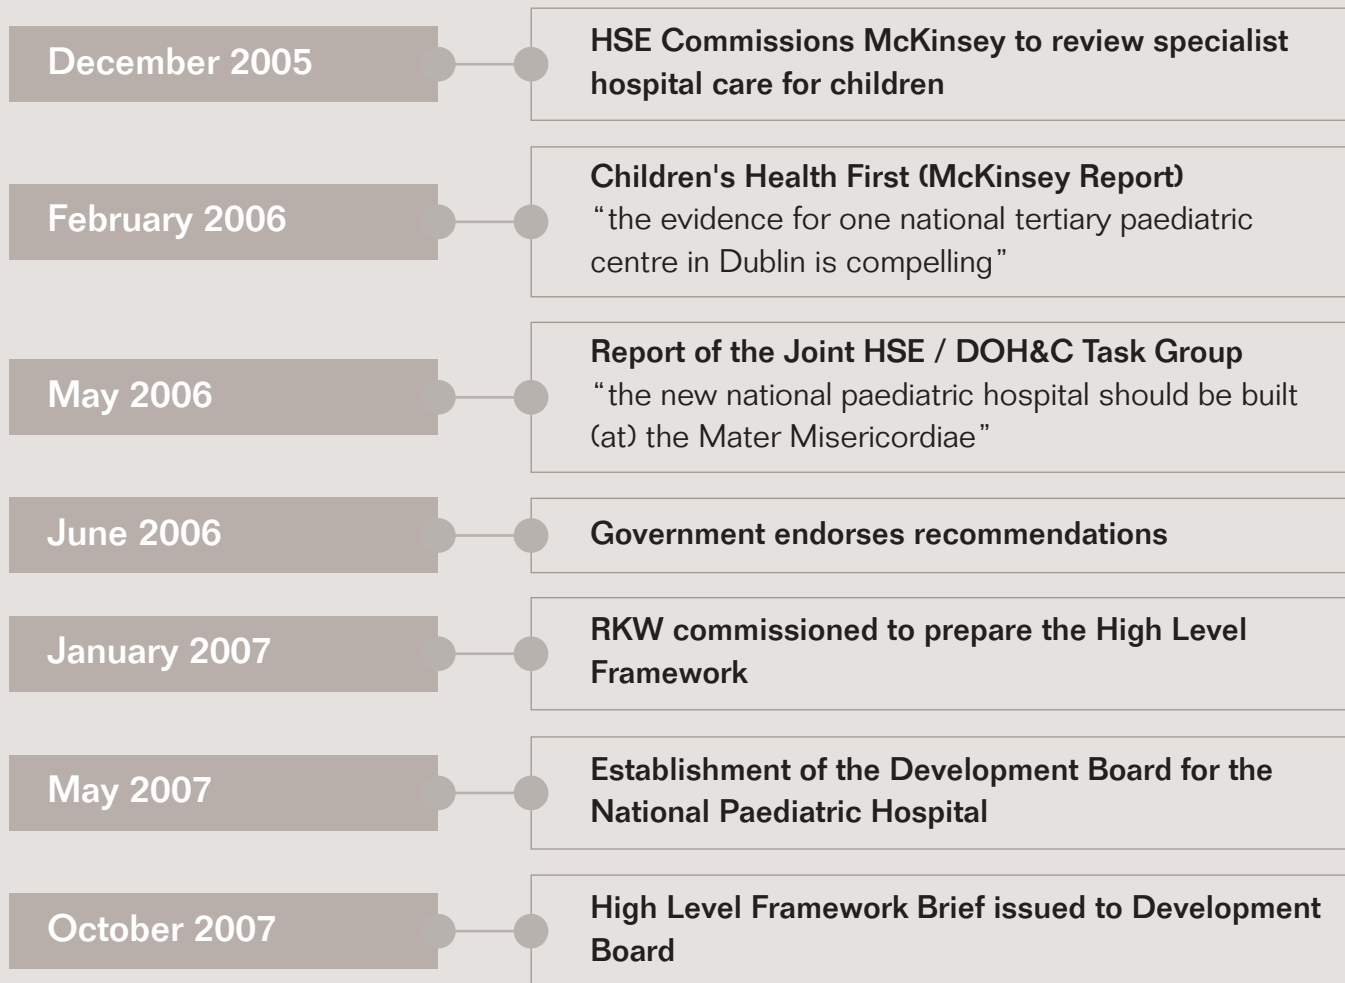 December 2005
HSE Commissions McKinsey to review specialist
hospital care for children
February 2006
Children's Health First (McKinsey Report)
“the evidence for one national tertiary paediatric
centre in Dublin is compelling”
May 2006
Report of the Joint HSE / DOH&C Task Group
“the new national paediatric hospital should be built
(at) the Mater Misericordiae”
June 2006
Government endorses recommendations
January 2007
RKW commissioned to prepare the High Level
Framework
May 2007
Establishment of the Development Board for the
National Paediatric Hospital
October 2007
High Level Framework Brief issued to Development
Board